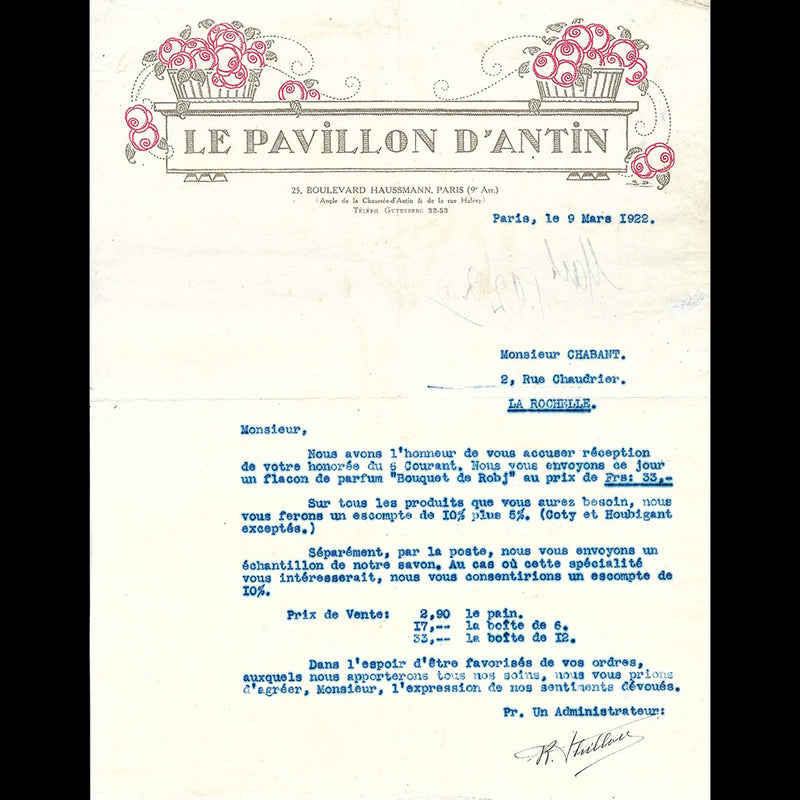 LE PAVILLON D'ANTIN
S.D.
25, BOULEVARD HAUSSMANN, PARIS (9e Arr.)
(Angle de la Chaussée-d'Antin & de la rue Halévy)
TÉLÉPH. GUTENBERG 32-53
Paris, le 9 Mars 1922.
Monsieur CHABANT.
2, Rue Chaudrier.
LA ROCHELLE.
Monsieur,
Nous avons l'honneur de vous accuser réception
de votre honorée du 6 Courant. Nous vous envoyons ce jour
un flacon de parfum "Bouquet de Robj" au prix de Frs: 33,-
Sur tous les produits que vous aurez besoin, nous
vous ferons un escompte de 10% plus 5%. (Coty et Houbigant
exceptés.)
Séparément, par la poste, nous vous envoyons un
échantillon de notre savon. Au cas où cette spécialité
vous intéresserait, nous vous consentirions un escompte de
10%.
Prix de Vente: 2,90 le pain.
17,-- la boîte de 6.
33,-- la boîte de 12.
Dans l'espoir d'être favorisés de vos ordres,
auxquels nous apporterons tous nos soins, nous vous prions
d'agréer, Monsieur, l'expression de nos sentiments dévoués.
Pr. Un Administrateur: